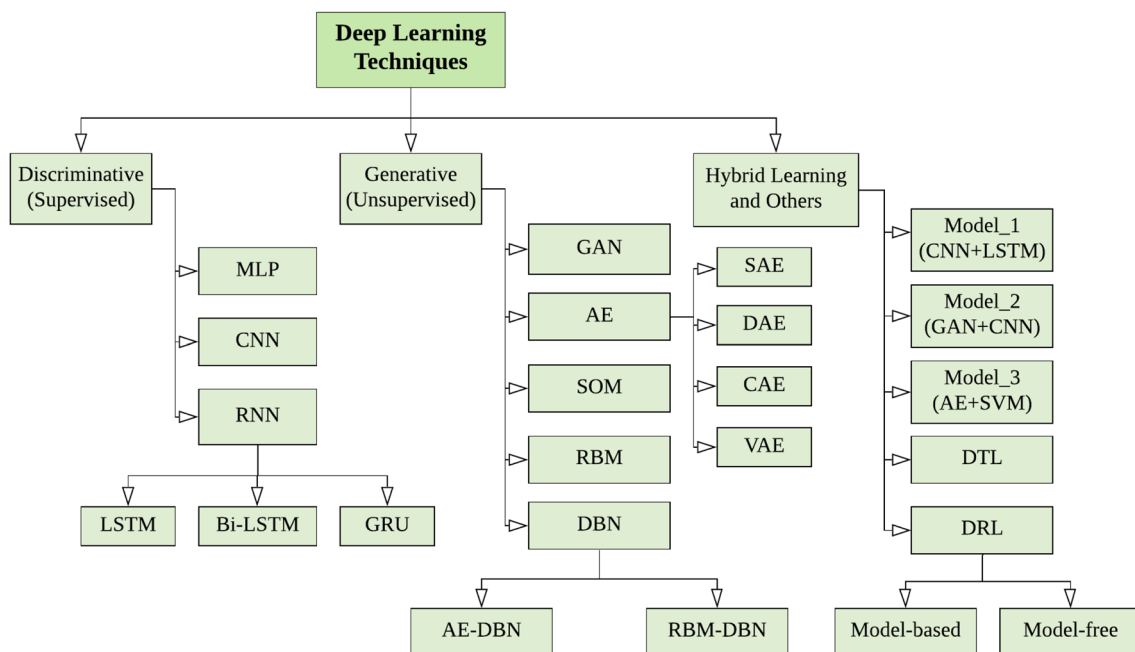 Deep Learning
Techniques
Discriminative
(Supervised)
MLP
CNN
RNN
LSTM
Bi-LSTM
GRU
Generative
(Unsupervised)
GAN
AE
SAE
DAE
CAE
VAE
SOM
RBM
DBN
AE-DBN
RBM-DBN
Hybrid Learning
and Others
Model_1
(CNN+LSTM)
Model_2
(GAN+CNN)
Model_3
(AE+SVM)
DTL
DRL
Model-based
Model-free